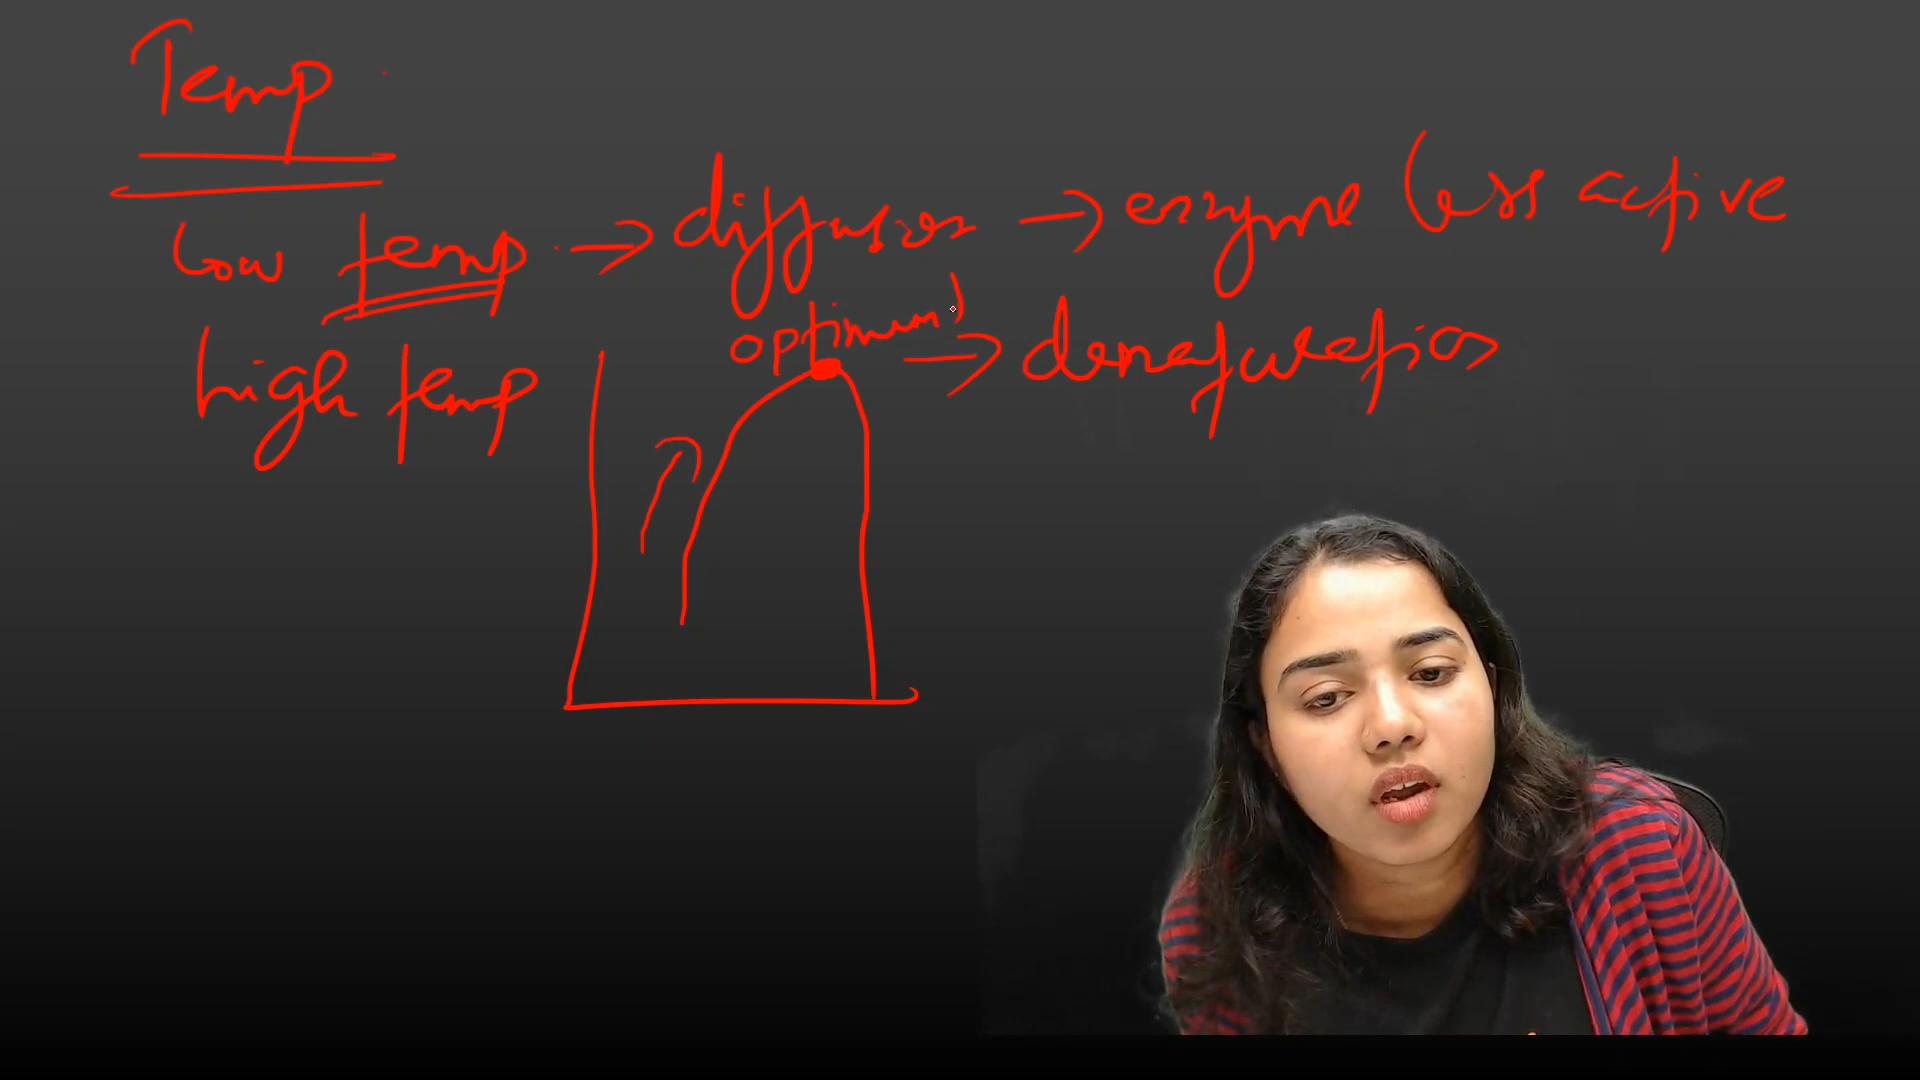 Temp
low temp → diffusion → enzyme less active
optimum
high temp → denaturation